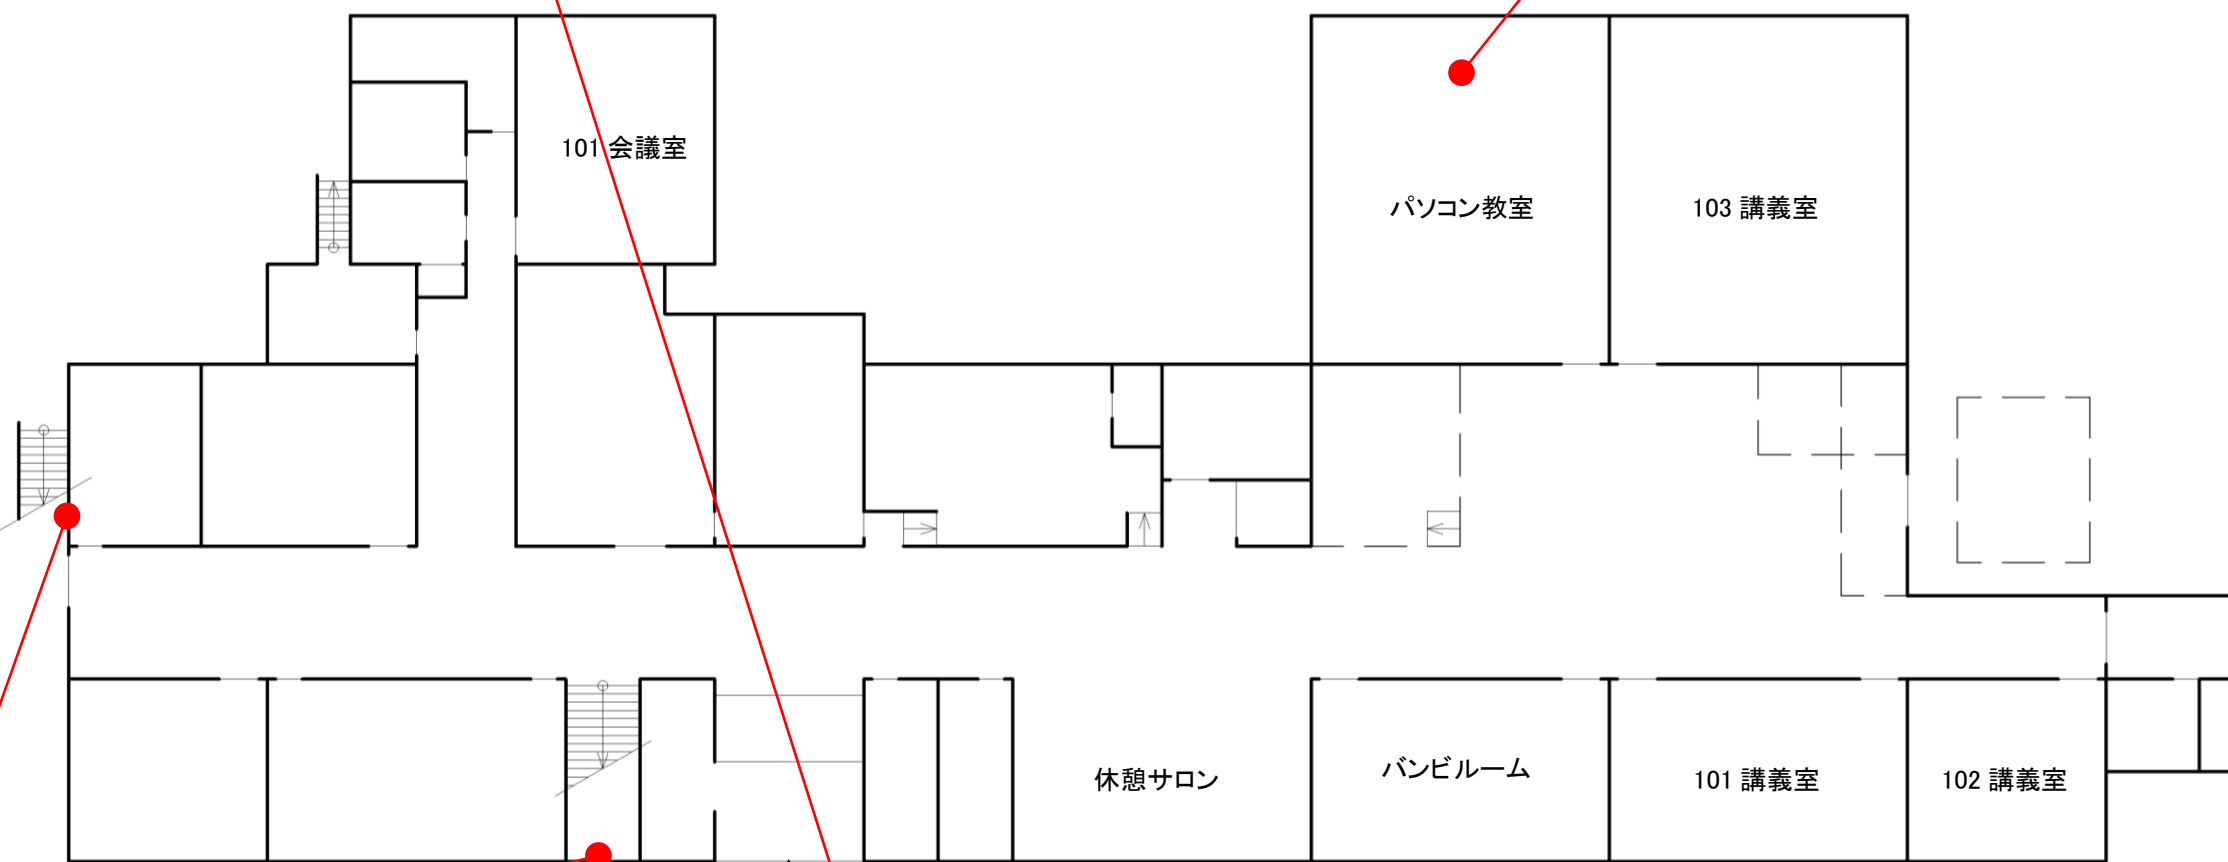 101 会議室
パソコン教室
103 講義室
休憩サロン
バンビルーム
101 講義室
102 講義室